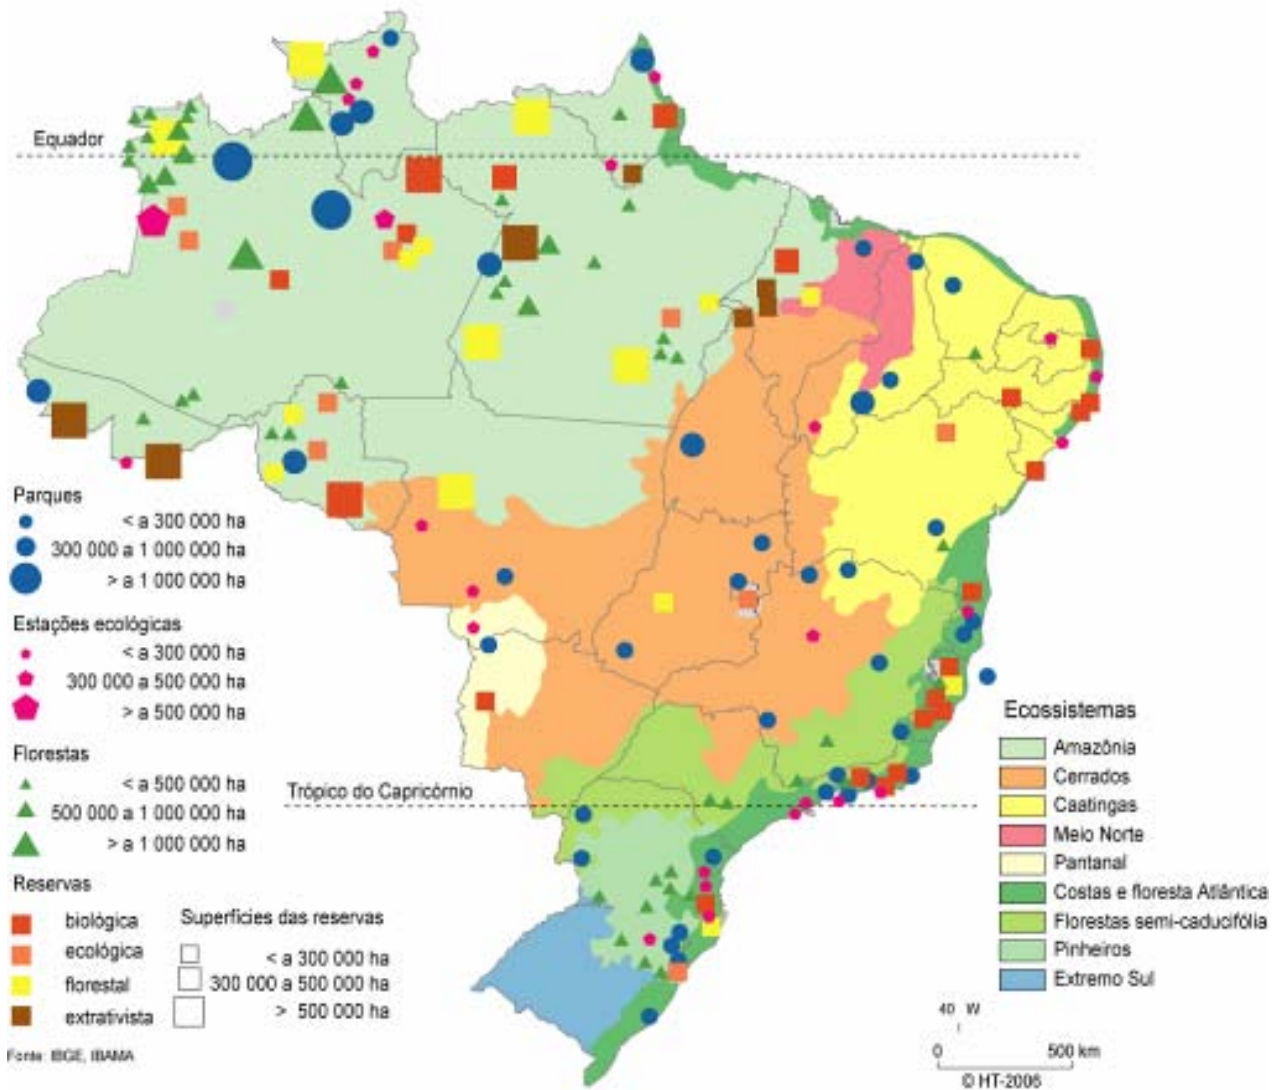 Equador
Trópico do Capricórnio
Parques
< a 300 000 ha
300 000 a 1 000 000 ha
> a 1 000 000 ha
Estações ecológicas
< a 300 000 ha
300 000 a 500 000 ha
> a 500 000 ha
Florestas
< a 500 000 ha
500 000 a 1 000 000 ha
> a 1 000 000 ha
Reservas
biológica
ecológica
florestal
extrativista
Superfícies das reservas
< a 300 000 ha
300 000 a 500 000 ha
> 500 000 ha
Fonte: IBGE, IBAMA
Ecossistemas
Amazônia
Cerrados
Caatingas
Meio Norte
Pantanal
Costas e floresta Atlântica
Florestas semi-caducifólia
Pinheiros
Extremo Sul
40 W
0 500 km
© HT-2006